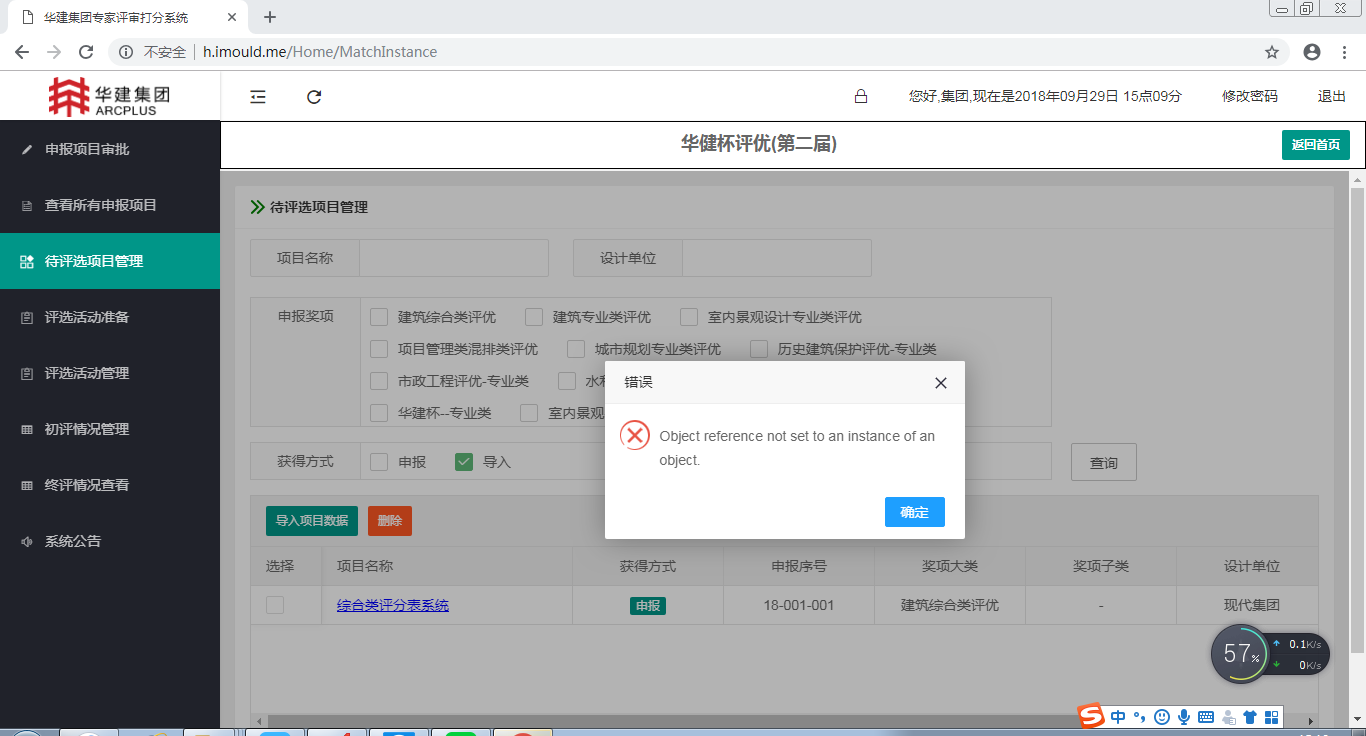 华建集团专家评审打分系统
不安全 h.imould.me/Home/MatchInstance
华建集团
ARCPLUS
您好,集团,现在是2018年09月29日 15点09分 修改密码 退出
华健杯评优(第二届)
返回首页
申报项目审批
查看所有申报项目
待评选项目管理
评选活动准备
评选活动管理
初评情况管理
终评情况查看
系统公告
待评选项目管理
项目名称 设计单位
申报奖项 建筑综合类评优 建筑专业类评优 室内景观设计专业类评优
项目管理类混排类评优 城市规划专业类评优 历史建筑保护评优-专业类
市政工程评优-专业类 水
华建杯--专业类 室内景观
获得方式 申报 导入 查询
错误
Object reference not set to an instance of an
object.
确定
导入项目数据 删除
选择 项目名称 获得方式 申报序号 奖项大类 奖项子类 设计单位
综合类评分表系统 申报 18-001-001 建筑综合类评优 - 现代集团
57%
0.1K/s
0K/s
中